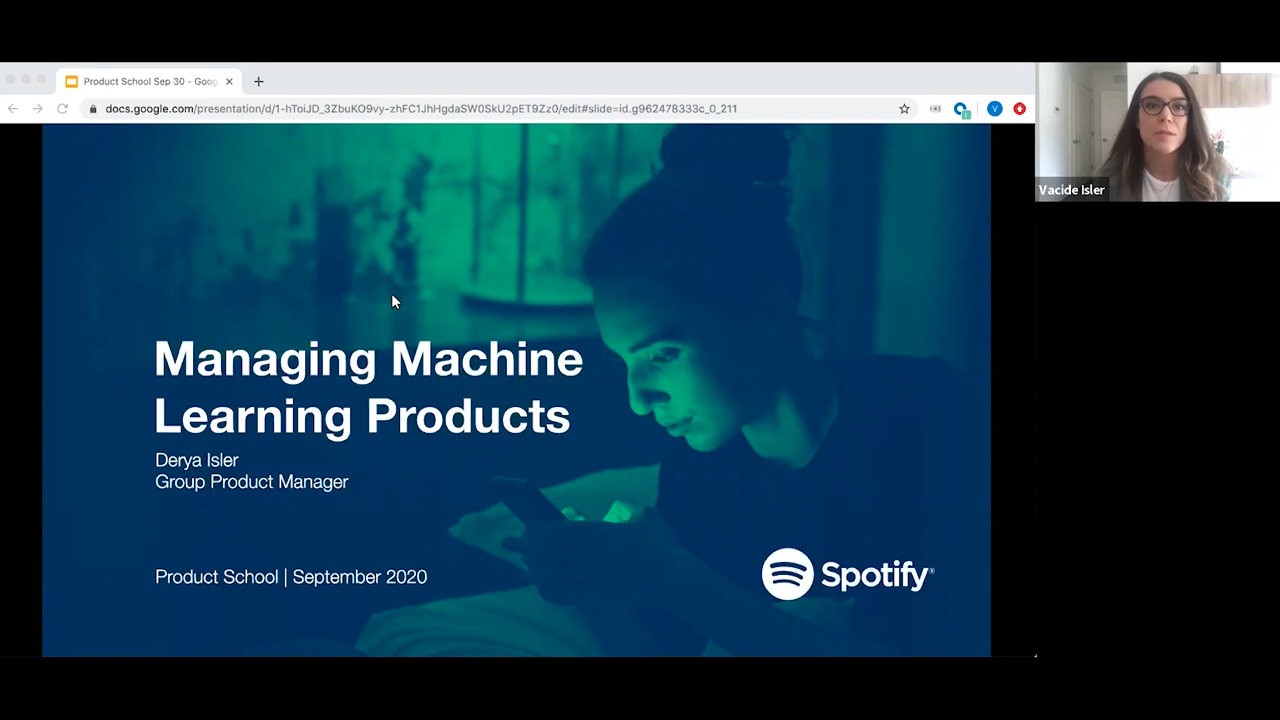 Product School Sep 30 - Goog
docs.google.com/presentation/d/1-hToiJD_3ZbuKO9vy-zhFC1JhHgdaSW0SkU2pET9Zz0/edit#slide=id.g962478333c_0_211
V
Vacide Isler
Managing Machine
Learning Products
Derya Isler
Group Product Manager
Product School | September 2020
Spotify®